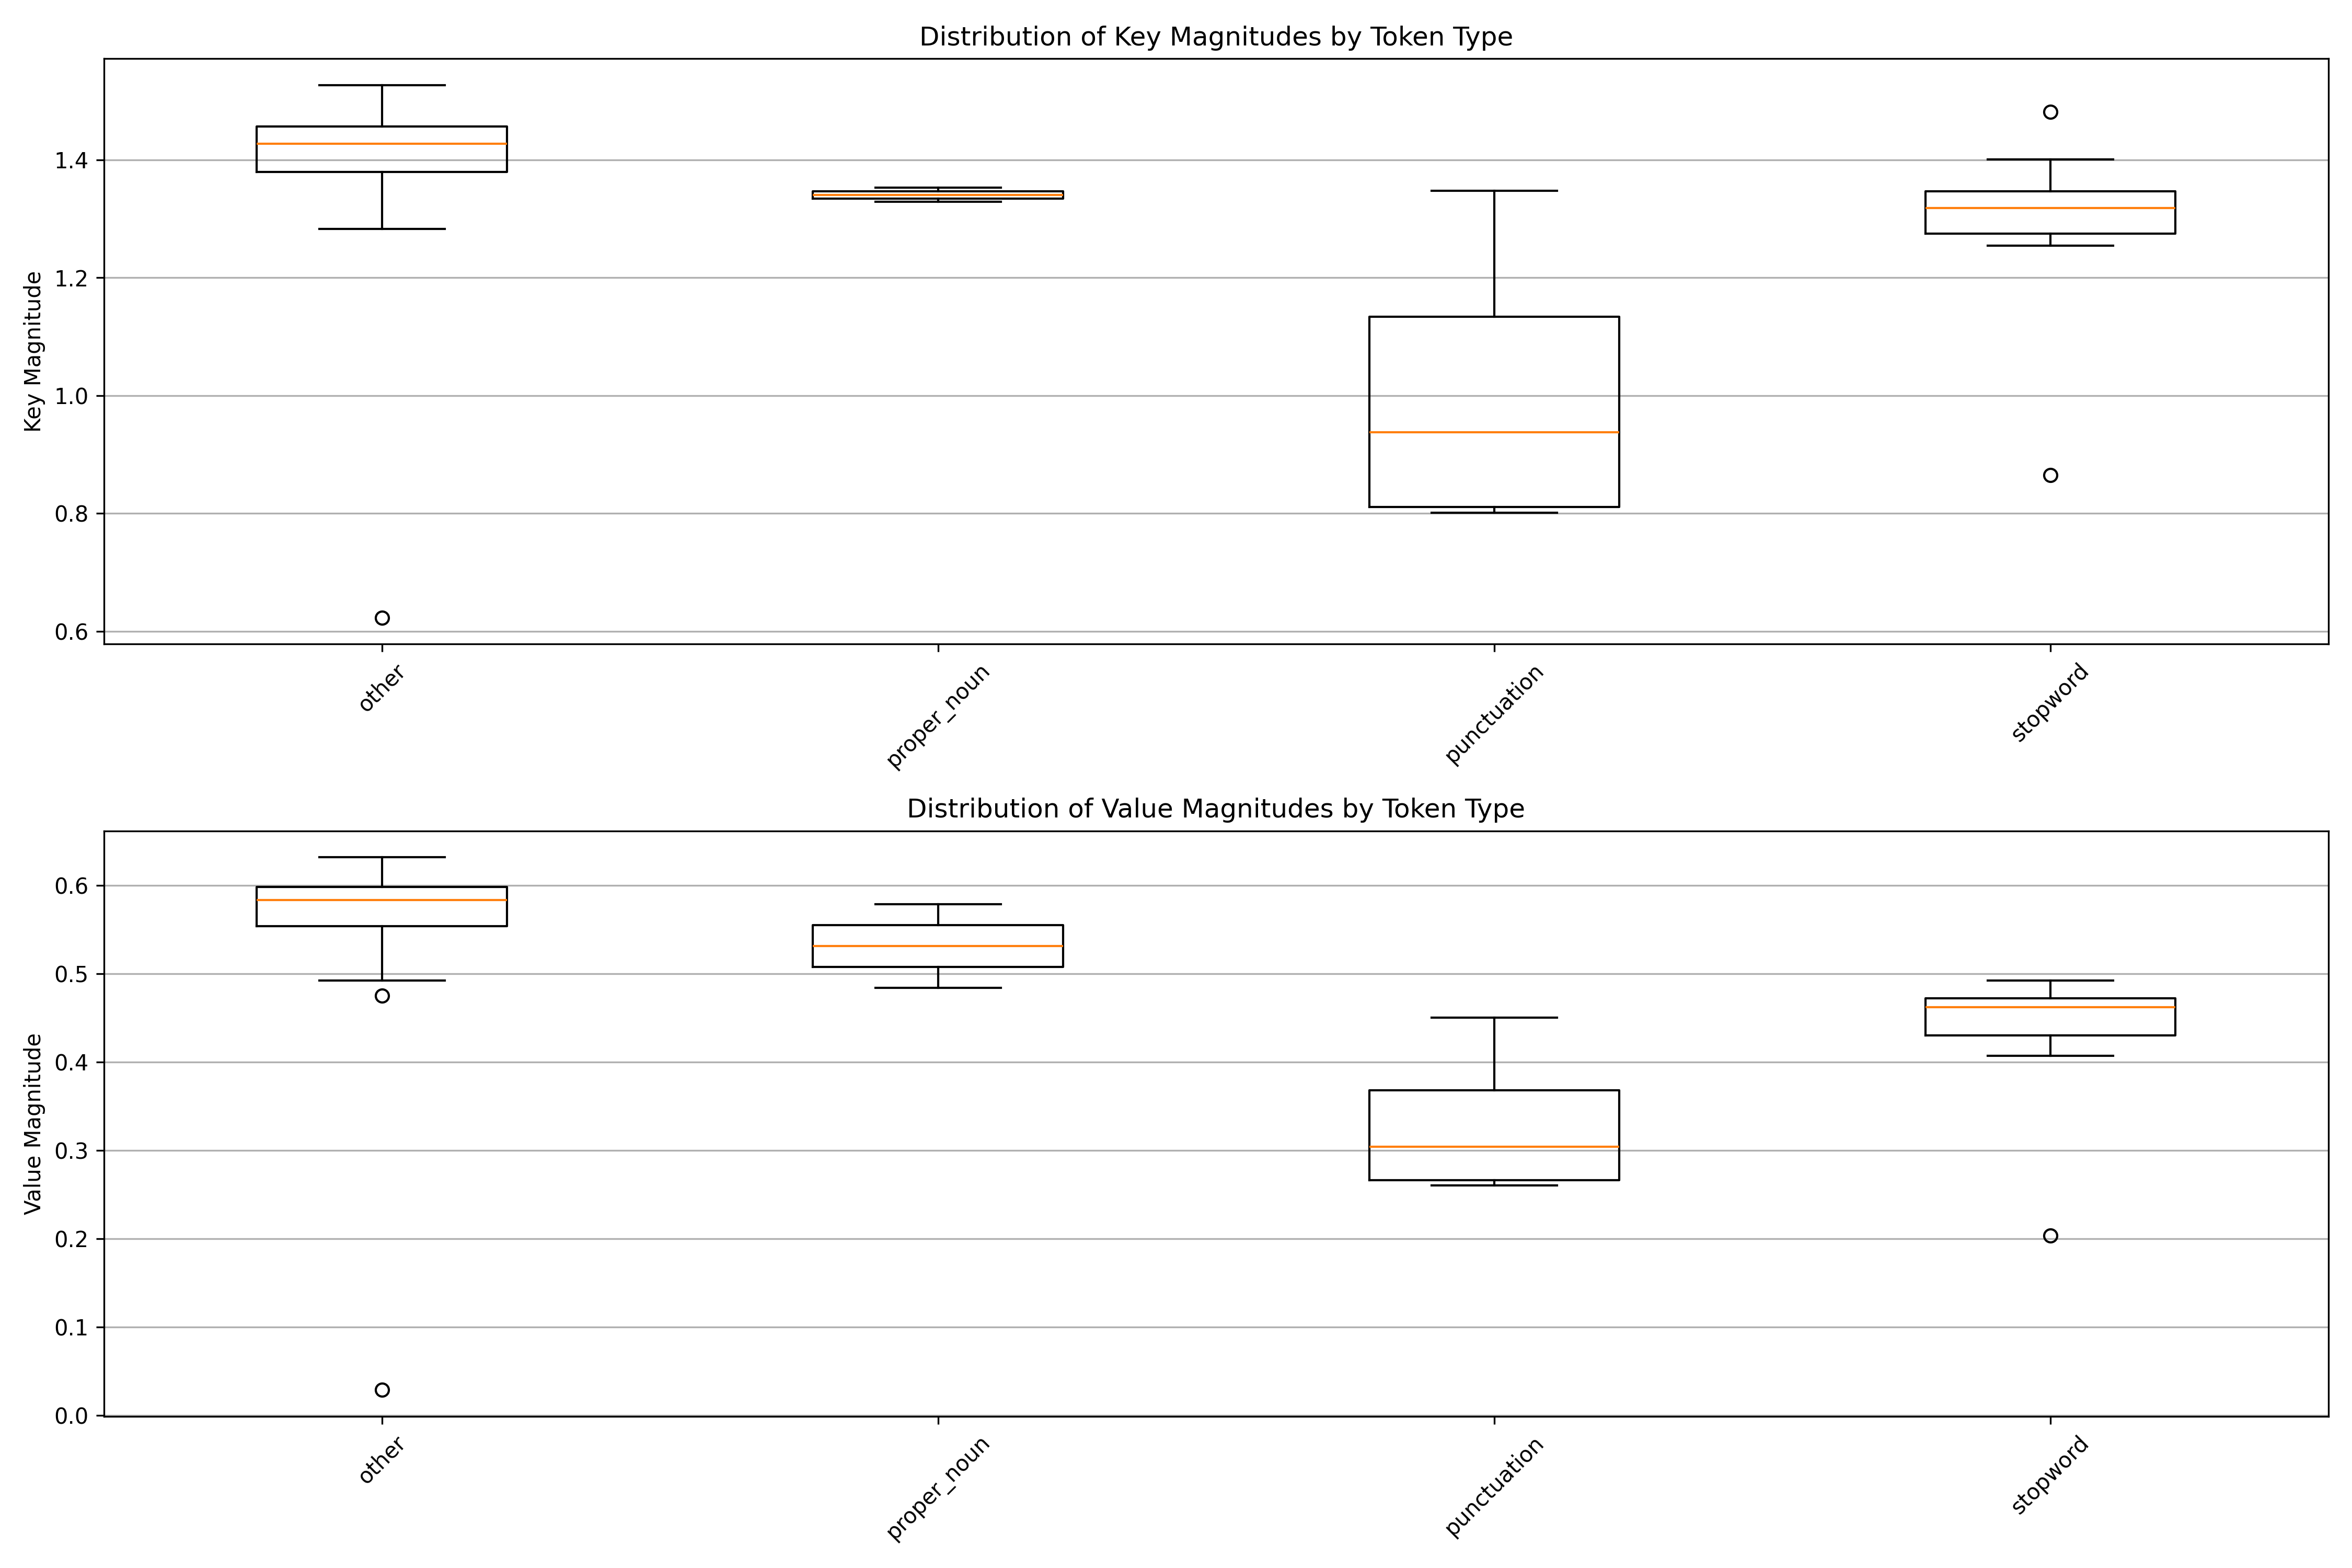 Distribution of Key Magnitudes by Token Type
Key Magnitude
1.4
1.2
1.0
0.8
0.6
other
proper_noun
punctuation
stopword
Distribution of Value Magnitudes by Token Type
Value Magnitude
0.6
0.5
0.4
0.3
0.2
0.1
0.0
other
proper_noun
punctuation
stopword